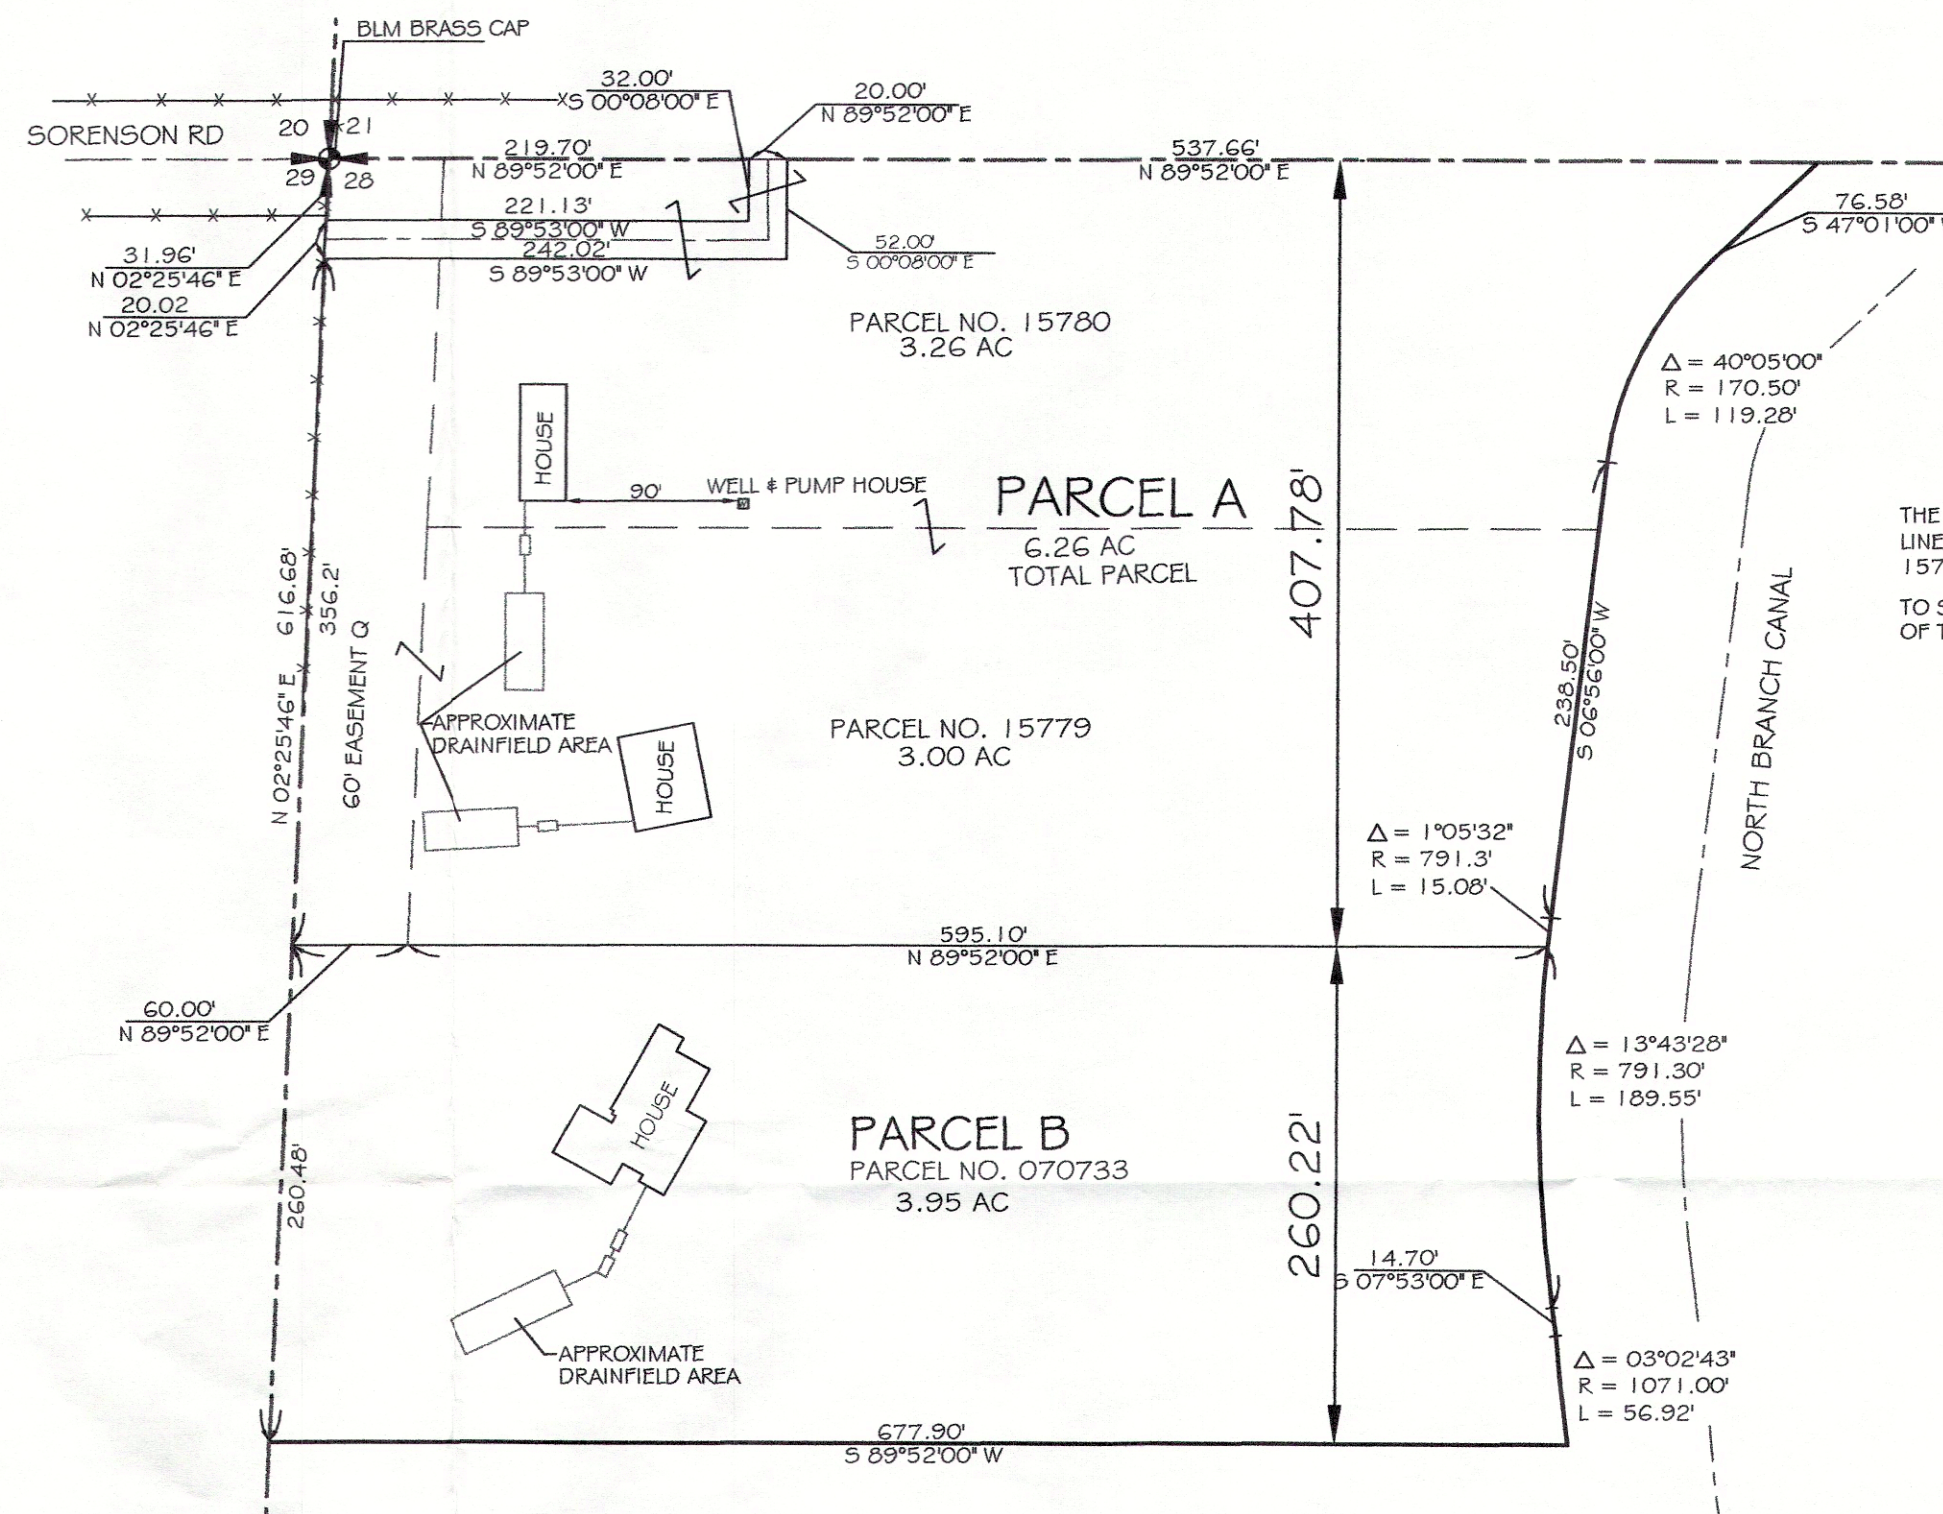 BLM BRASS CAP
32.00'
S 00°08'00" E
20.00'
N 89°52'00" E
SORENSON RD
20
21
29
28
219.70'
N 89°52'00" E
537.66'
N 89°52'00" E
221.13'
S 89°53'00" W
242.02'
S 89°53'00" W
52.00'
S 00°08'00" E
76.58'
S 47°01'00"
31.96'
N 02°25'46" E
20.02
N 02°25'46" E
PARCEL NO. 15780
3.26 AC
Δ = 40°05'00"
R = 170.50'
L = 119.28'
HOUSE
90'
WELL & PUMP HOUSE
PARCEL A
6.26 AC
TOTAL PARCEL
407.78'
THE
LINE
157
TO S
OF T
N 02°25'46" E 616.68'
356.2'
60' EASEMENT Q
238.50'
S 06°56'00" W
NORTH BRANCH CANAL
APPROXIMATE
DRAINFIELD AREA
HOUSE
PARCEL NO. 15779
3.00 AC
Δ = 1°05'32"
R = 791.3'
L = 15.08'
595.10'
N 89°52'00" E
60.00'
N 89°52'00" E
HOUSE
PARCEL B
PARCEL NO. 070733
3.95 AC
260.22'
Δ = 13°43'28"
R = 791.30'
L = 189.55'
260.48'
14.70'
S 07°53'00" E
APPROXIMATE
DRAINFIELD AREA
Δ = 03°02'43"
R = 1071.00'
L = 56.92'
677.90'
S 89°52'00" W